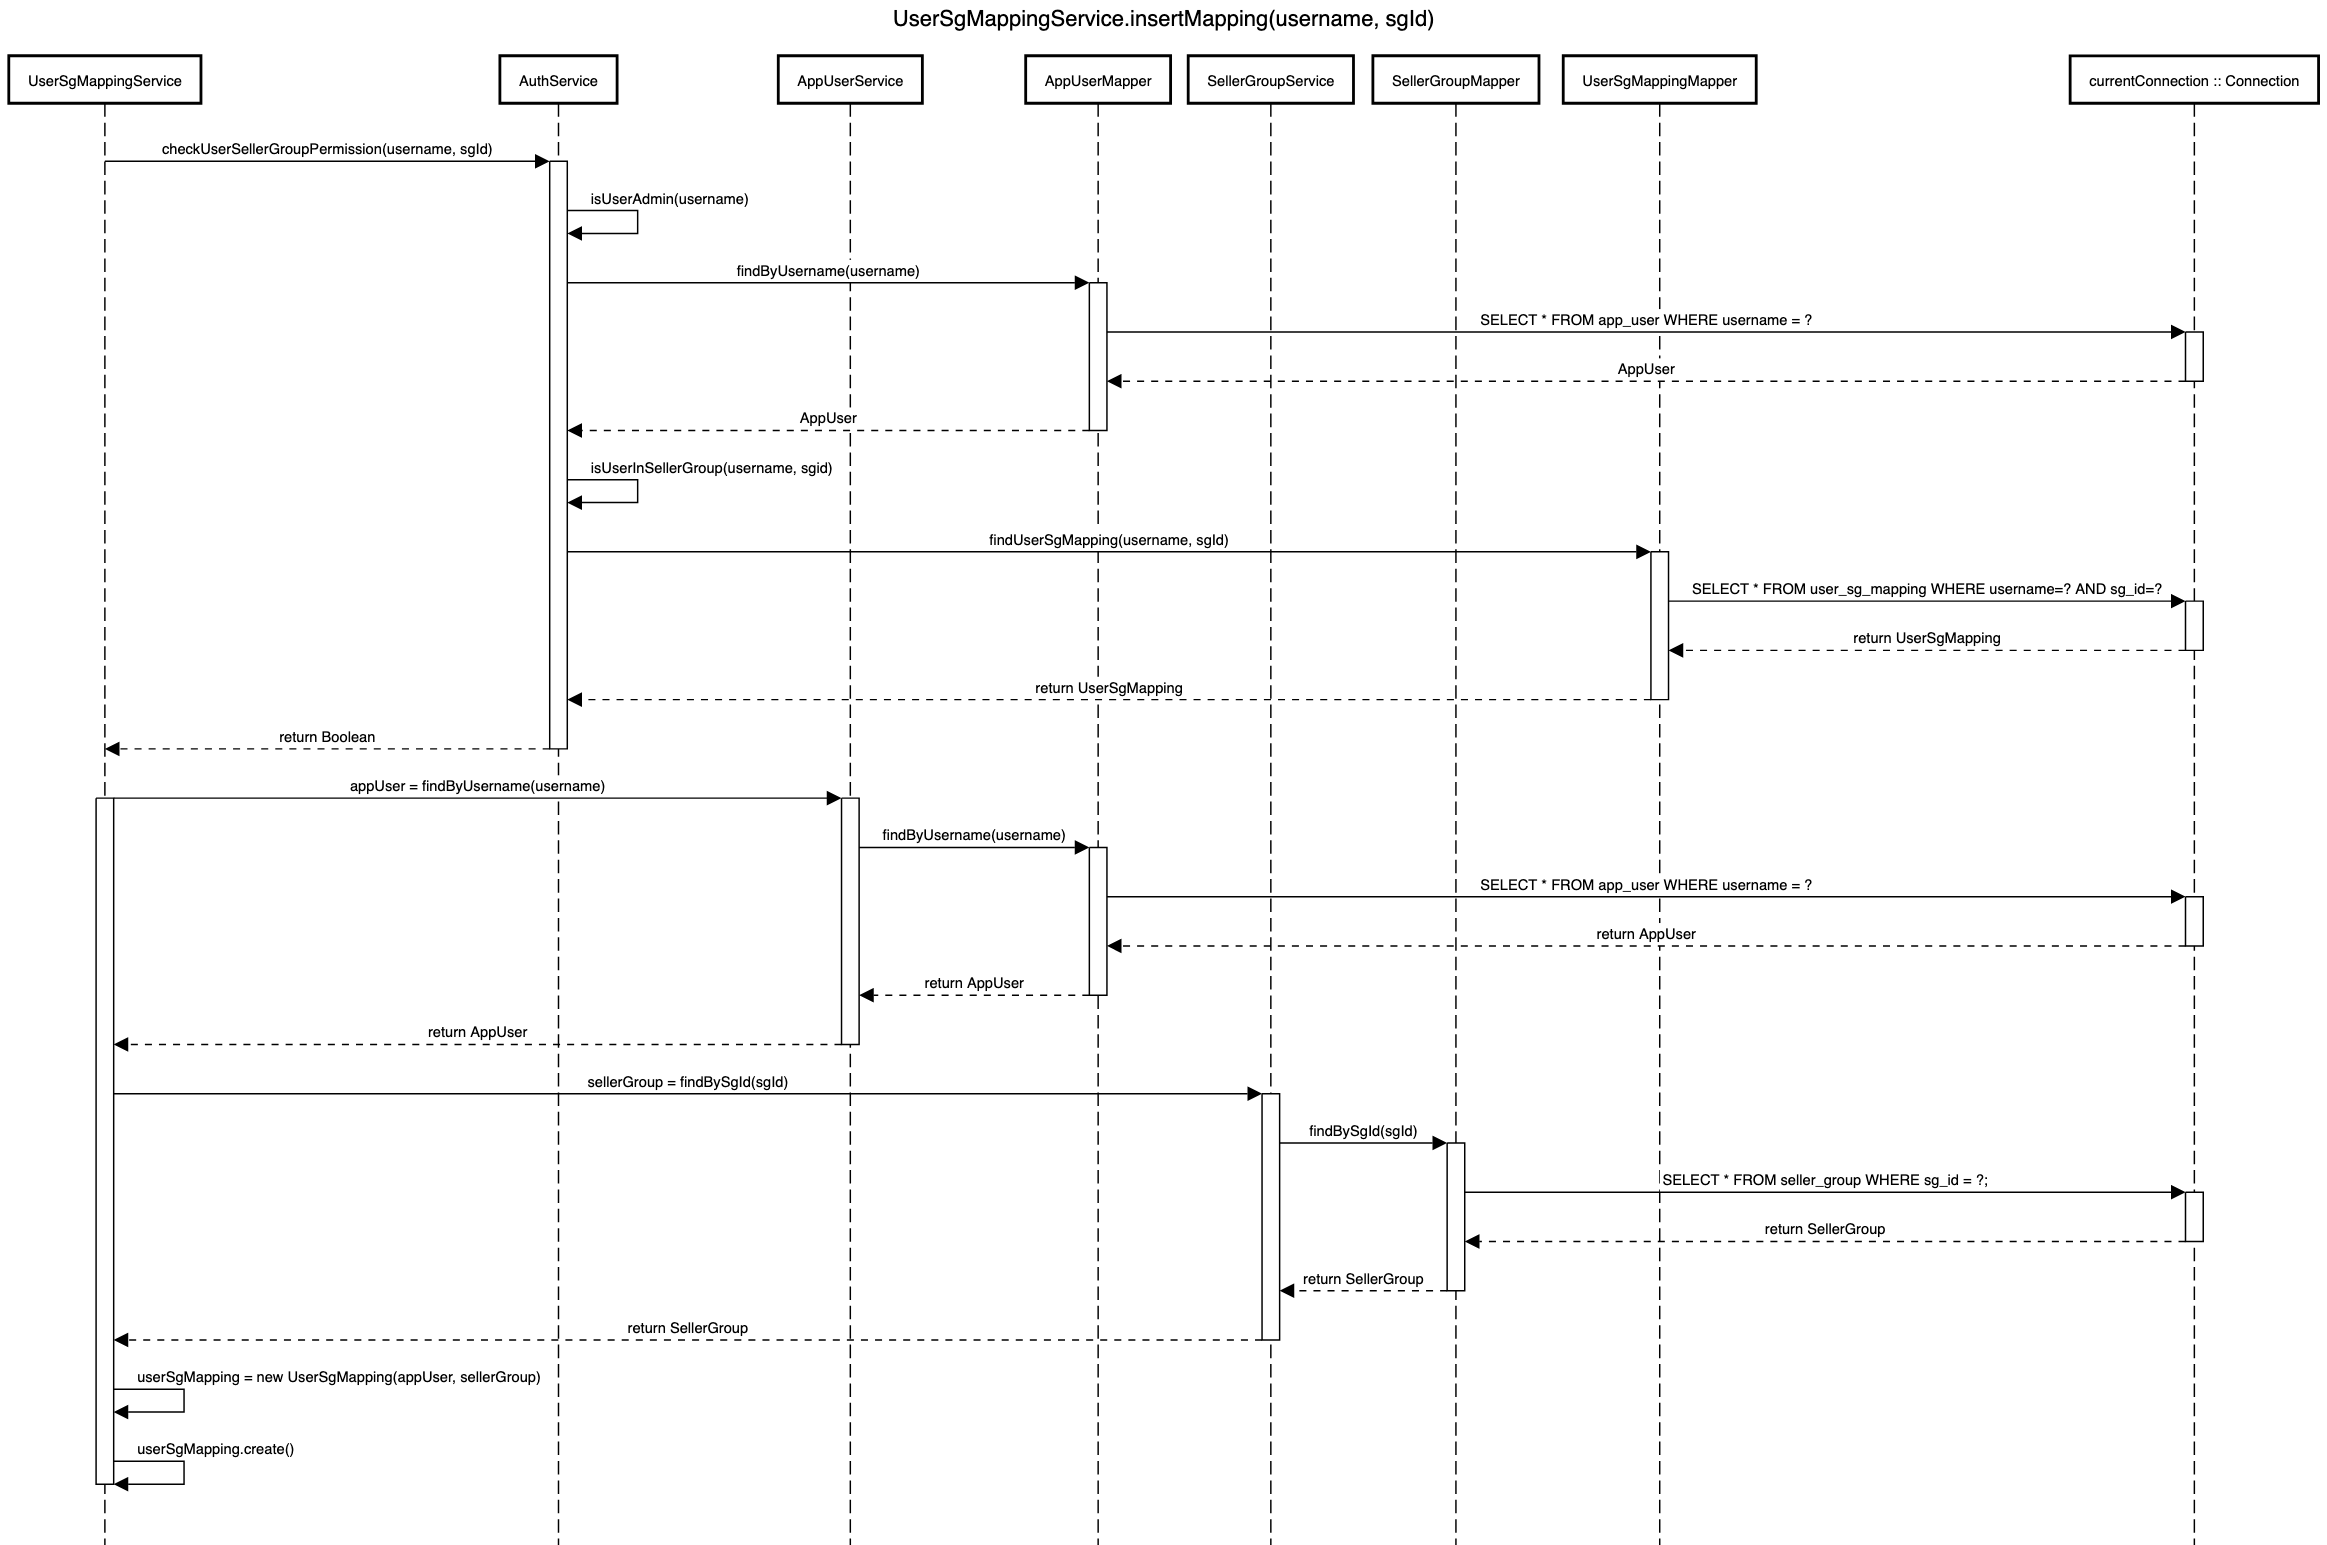 UserSgMappingService.insertMapping(username, sgId)
UserSgMappingService
AuthService
AppUserService
AppUserMapper
SellerGroupService
SellerGroupMapper
UserSgMappingMapper
currentConnection :: Connection
checkUserSellerGroupPermission(username, sgId)
isUserAdmin(username)
findByUsername(username)
SELECT * FROM app_user WHERE username = ?
AppUser
AppUser
isUserInSellerGroup(username, sgid)
findUserSgMapping(username, sgId)
SELECT * FROM user_sg_mapping WHERE username=? AND sg_id=?
return UserSgMapping
return UserSgMapping
return Boolean
appUser = findByUsername(username)
findByUsername(username)
SELECT * FROM app_user WHERE username = ?
return AppUser
return AppUser
return AppUser
sellerGroup = findBySgId(sgId)
findBySgId(sgId)
SELECT * FROM seller_group WHERE sg_id = ?;
return SellerGroup
return SellerGroup
return SellerGroup
userSgMapping = new UserSgMapping(appUser, sellerGroup)
userSgMapping.create()